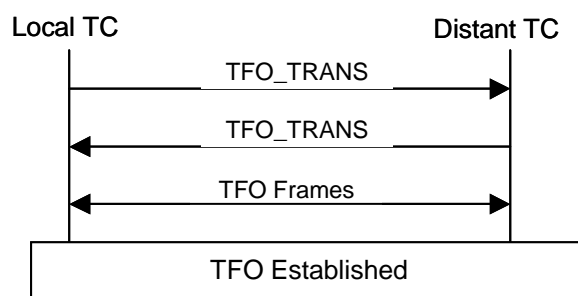 Local TC
Distant TC
TFO_TRANS
TFO_TRANS
TFO Frames
TFO Established